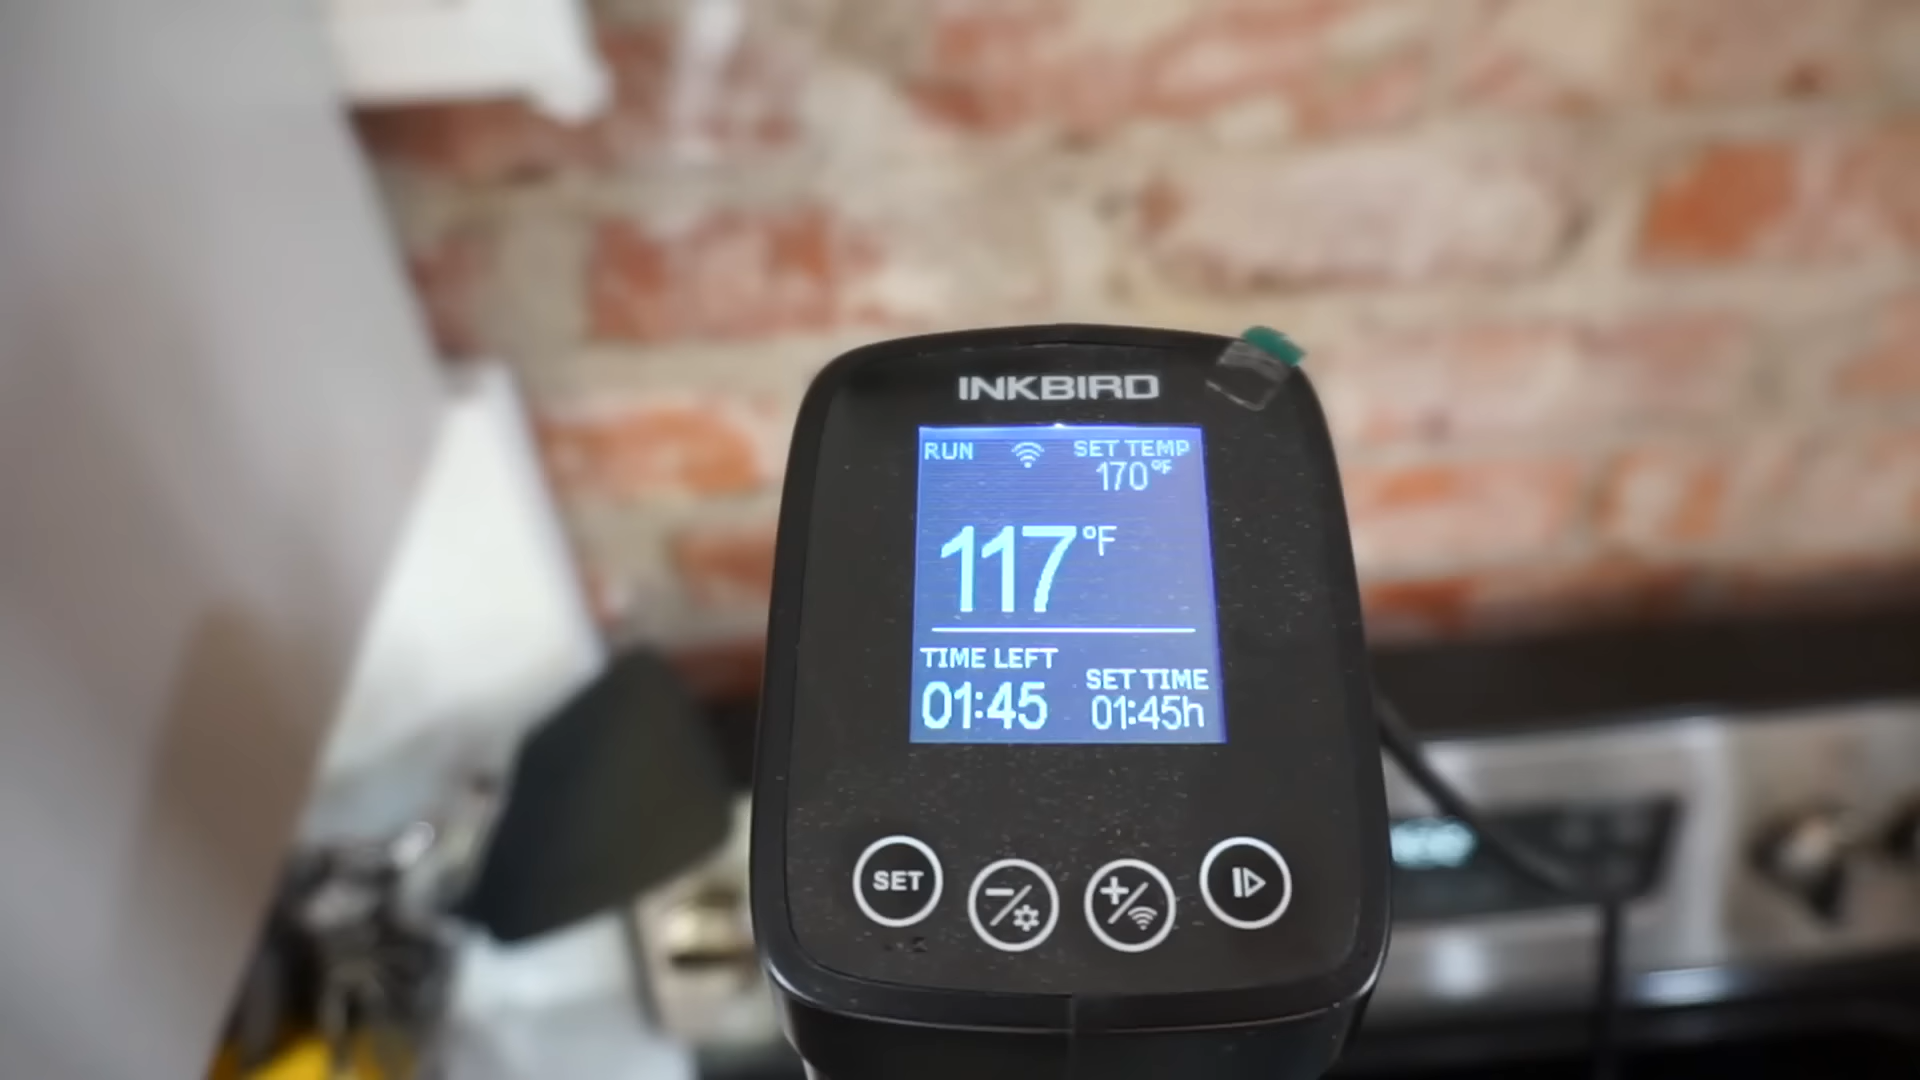 INKBIRD
RUN
SET TEMP
170°F
117°F
TIME LEFT
01:45
SET TIME
01:45h
SET